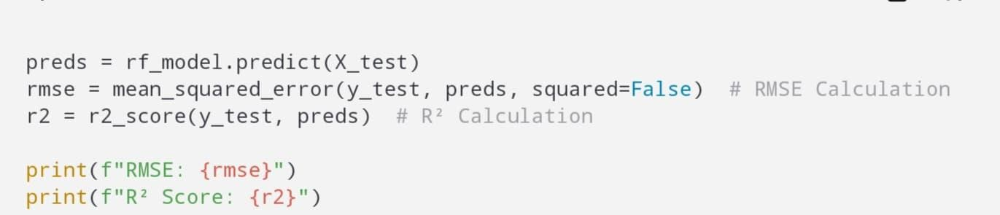 preds = rf_model.predict(X_test)
rmse = mean_squared_error(y_test, preds, squared=False)  # RMSE Calculation
r2 = r2_score(y_test, preds)  # R² Calculation
print(f"RMSE: {rmse}")
print(f"R² Score: {r2}")